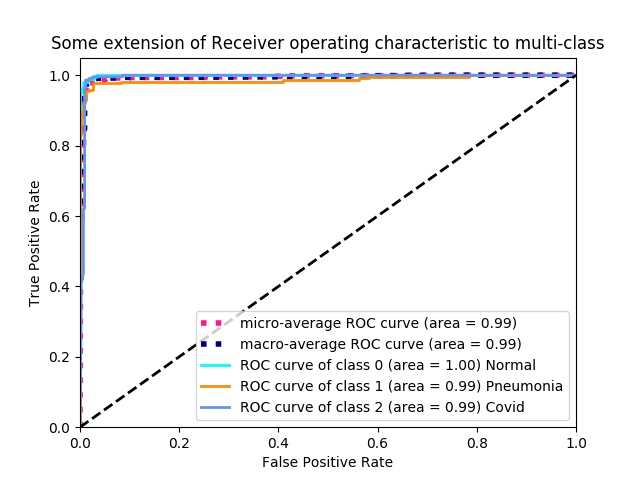 Some extension of Receiver operating characteristic to multi-class
1.0
0.8
0.6
0.4
0.2
0.0
True Positive Rate
micro-average ROC curve (area = 0.99)
macro-average ROC curve (area = 0.99)
ROC curve of class 0 (area = 1.00) Normal
ROC curve of class 1 (area = 0.99) Pneumonia
ROC curve of class 2 (area = 0.99) Covid
0.0 0.2 0.4 0.6 0.8 1.0
False Positive Rate